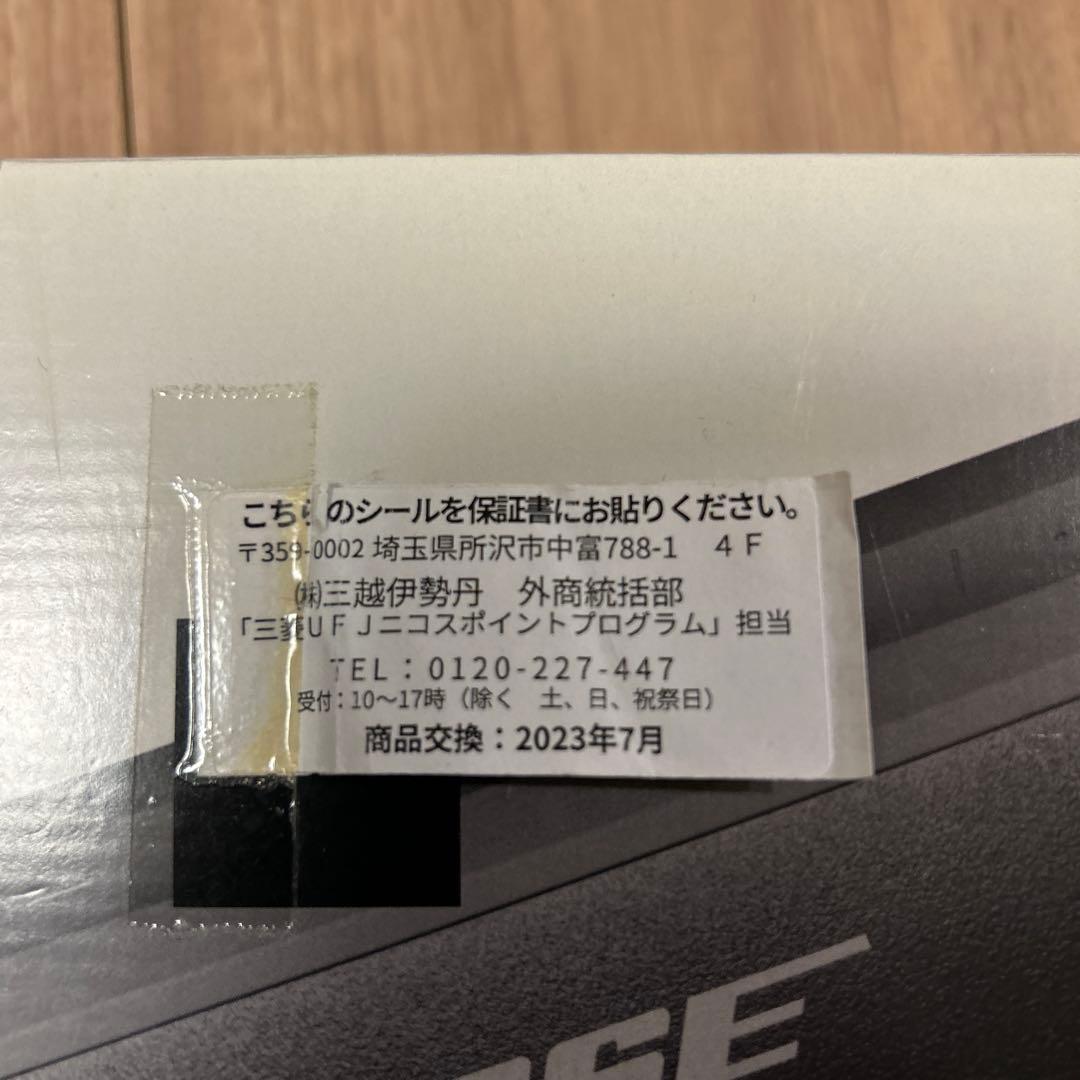 こちらのシールを保証書にお貼りください。
〒359-0002 埼玉県所沢市中富788-1　４Ｆ
㈱三越伊勢丹　外商統括部
「三菱ＵＦＪニコスポイントプログラム」担当
TEL：0120-227-447
受付：10～17時（除く　土、日、祝祭日）
商品交換：2023年7月